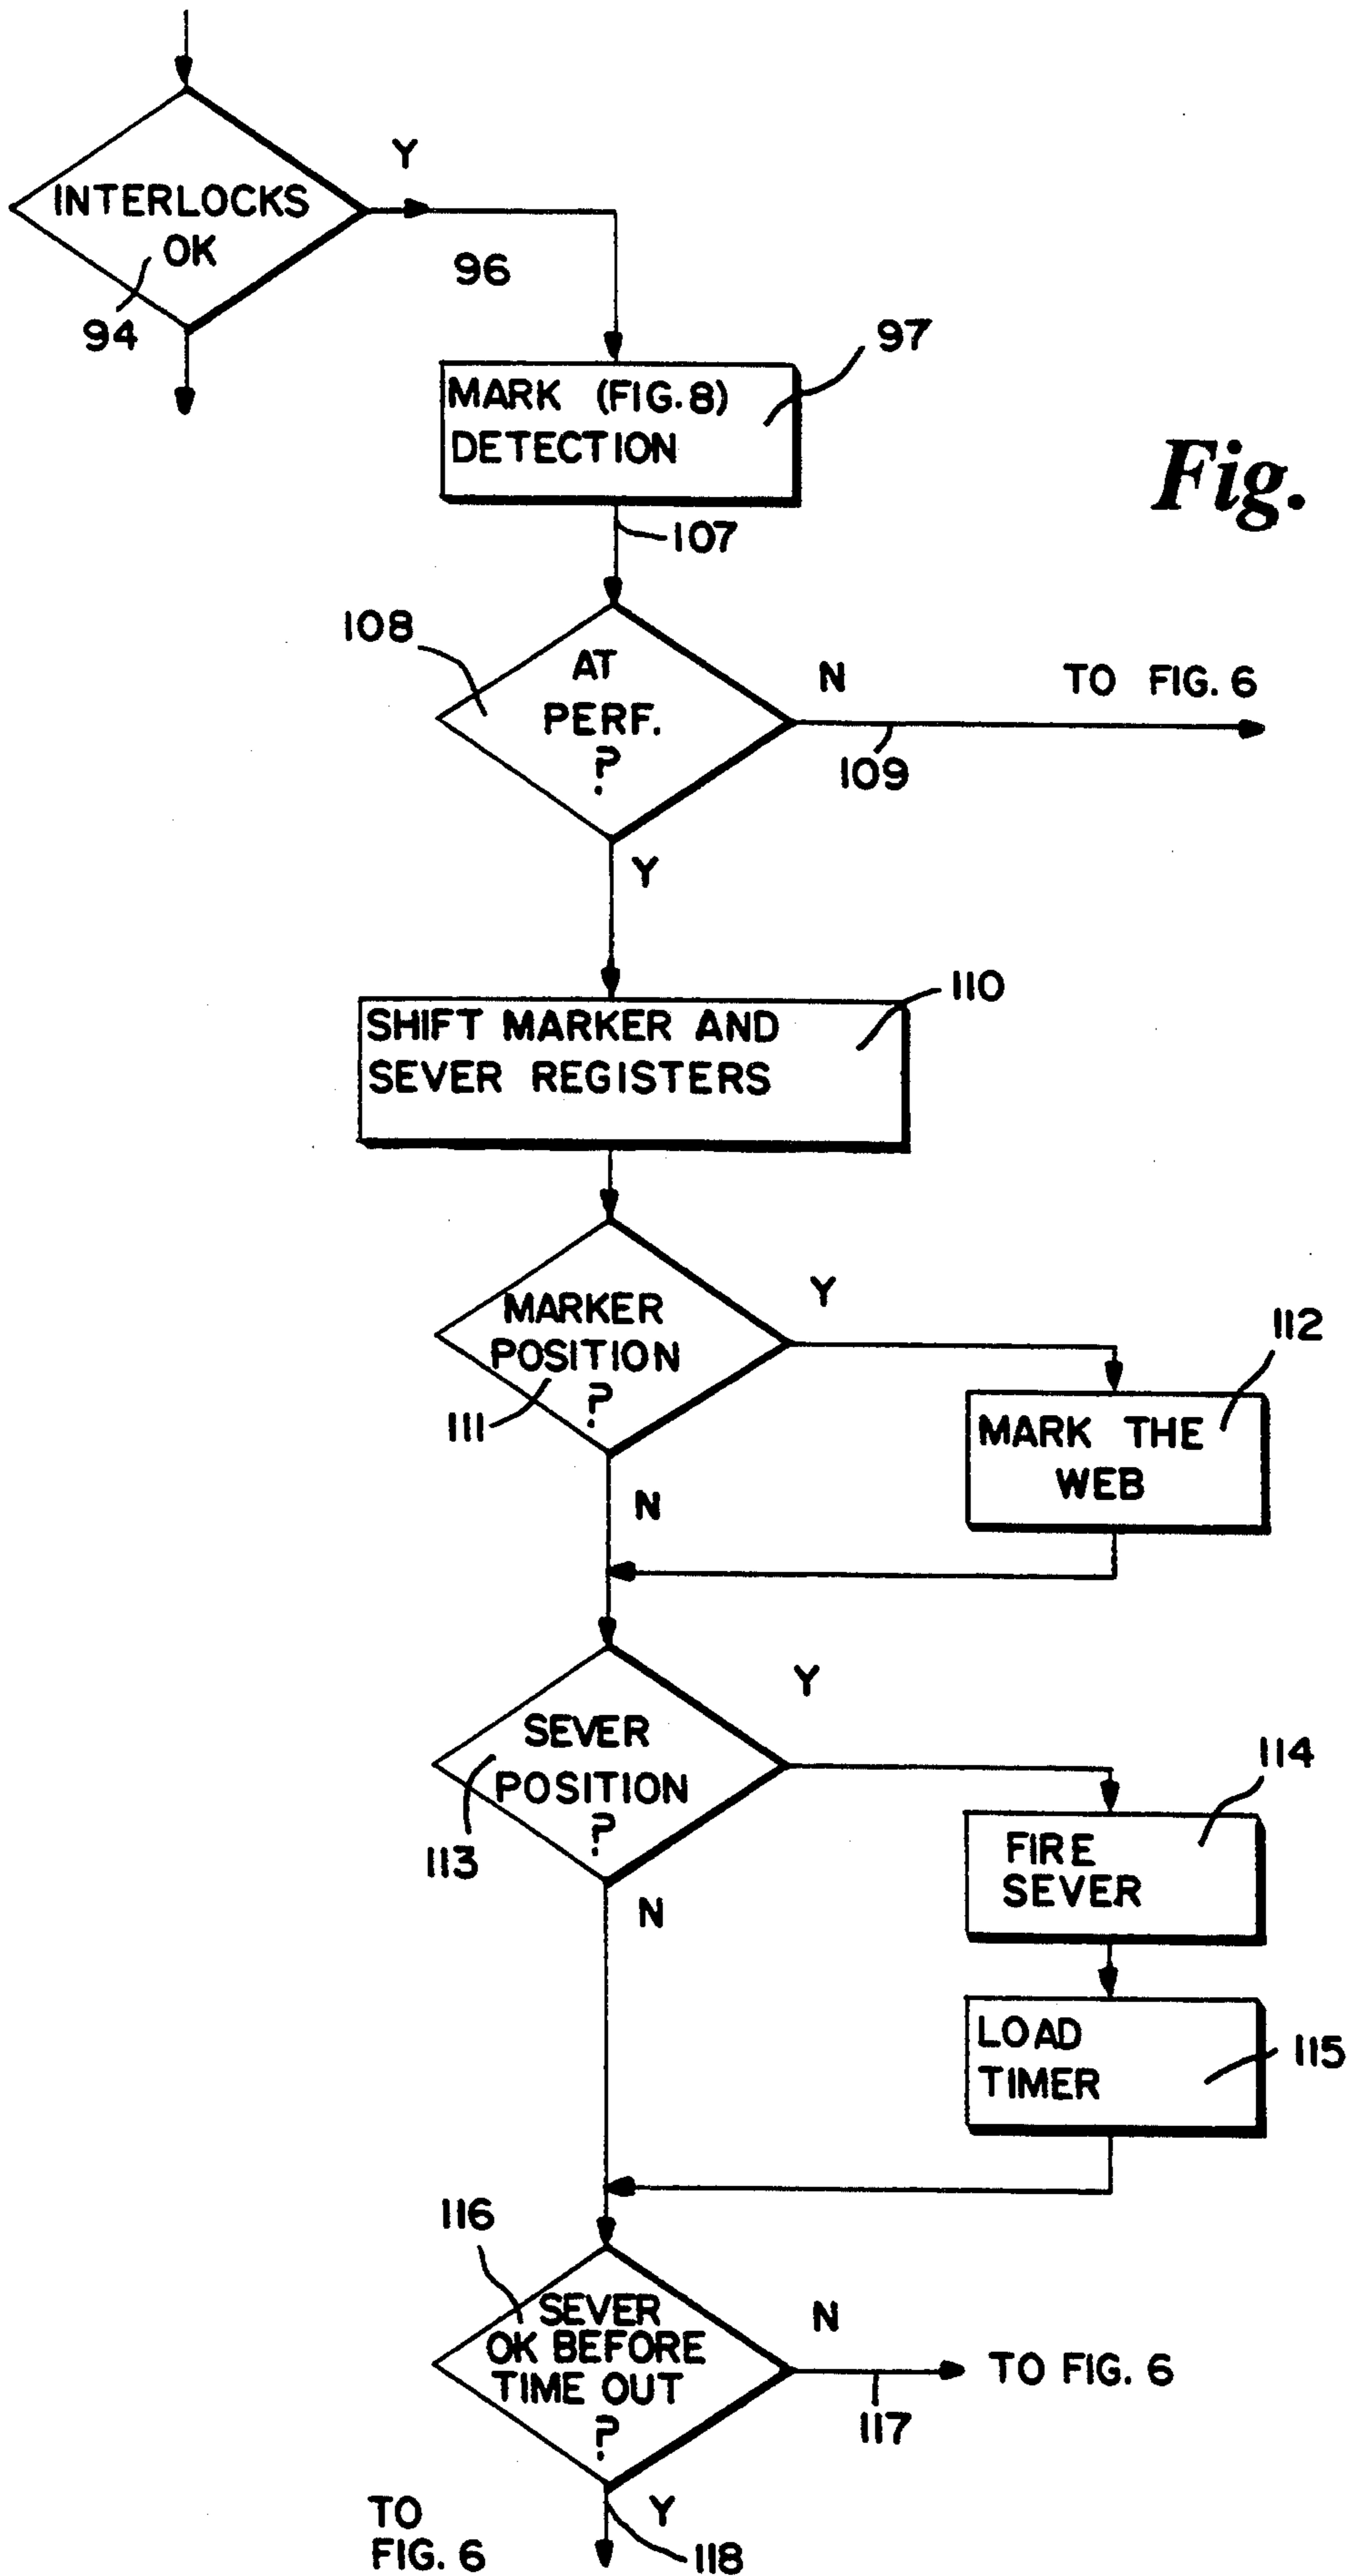 Y
INTERLOCKS
OK
94
96
97
MARK (FIG. 8)
DETECTION
Fig.
107
108
AT
PERF.
?
N
TO FIG. 6
109
Y
110
SHIFT MARKER AND
SEVER REGISTERS
MARKER
POSITION
?
111
Y
112
MARK THE
WEB
N
SEVER
POSITION
?
113
Y
114
FIRE
SEVER
N
LOAD
TIMER
115
116
SEVER
OK BEFORE
TIME OUT
?
N
TO FIG. 6
117
Y
TO
FIG. 6
118